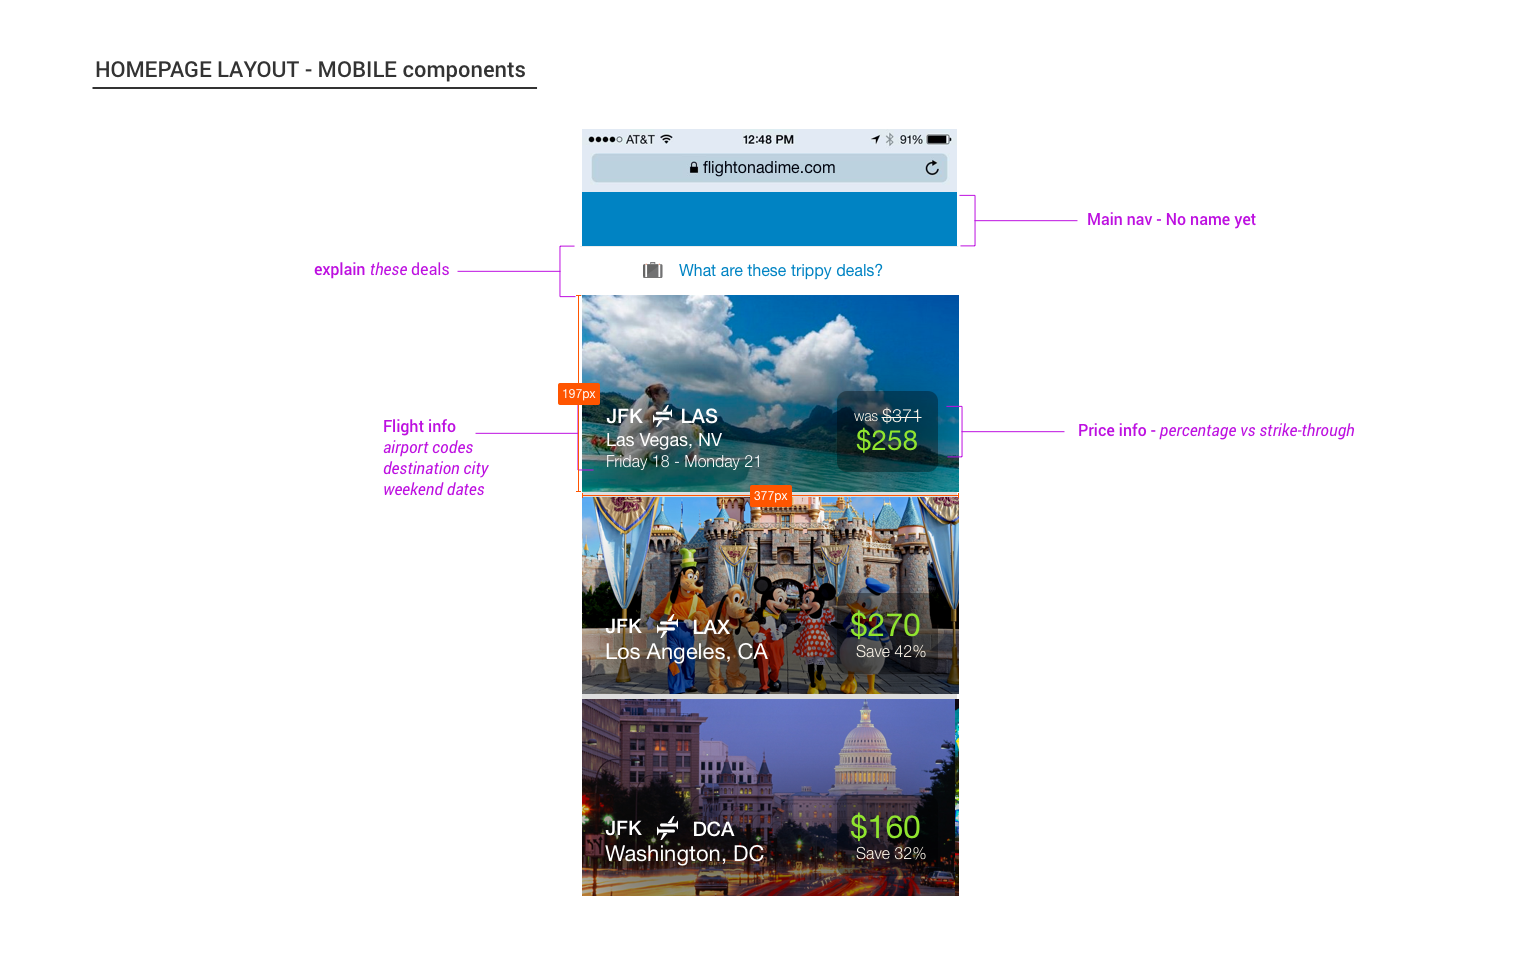 HOMEPAGE LAYOUT - MOBILE components
AT&T 12:48 PM 91%
flightonadime.com
Main nav - No name yet
explain these deals
What are these trippy deals?
197px
Flight info
airport codes
destination city
weekend dates
JFK LAS
Las Vegas, NV
Friday 18 - Monday 21
was $371
$258
Price info - percentage vs strike-through
377px
JFK LAX
Los Angeles, CA
$270
Save 42%
JFK DCA
Washington, DC
$160
Save 32%